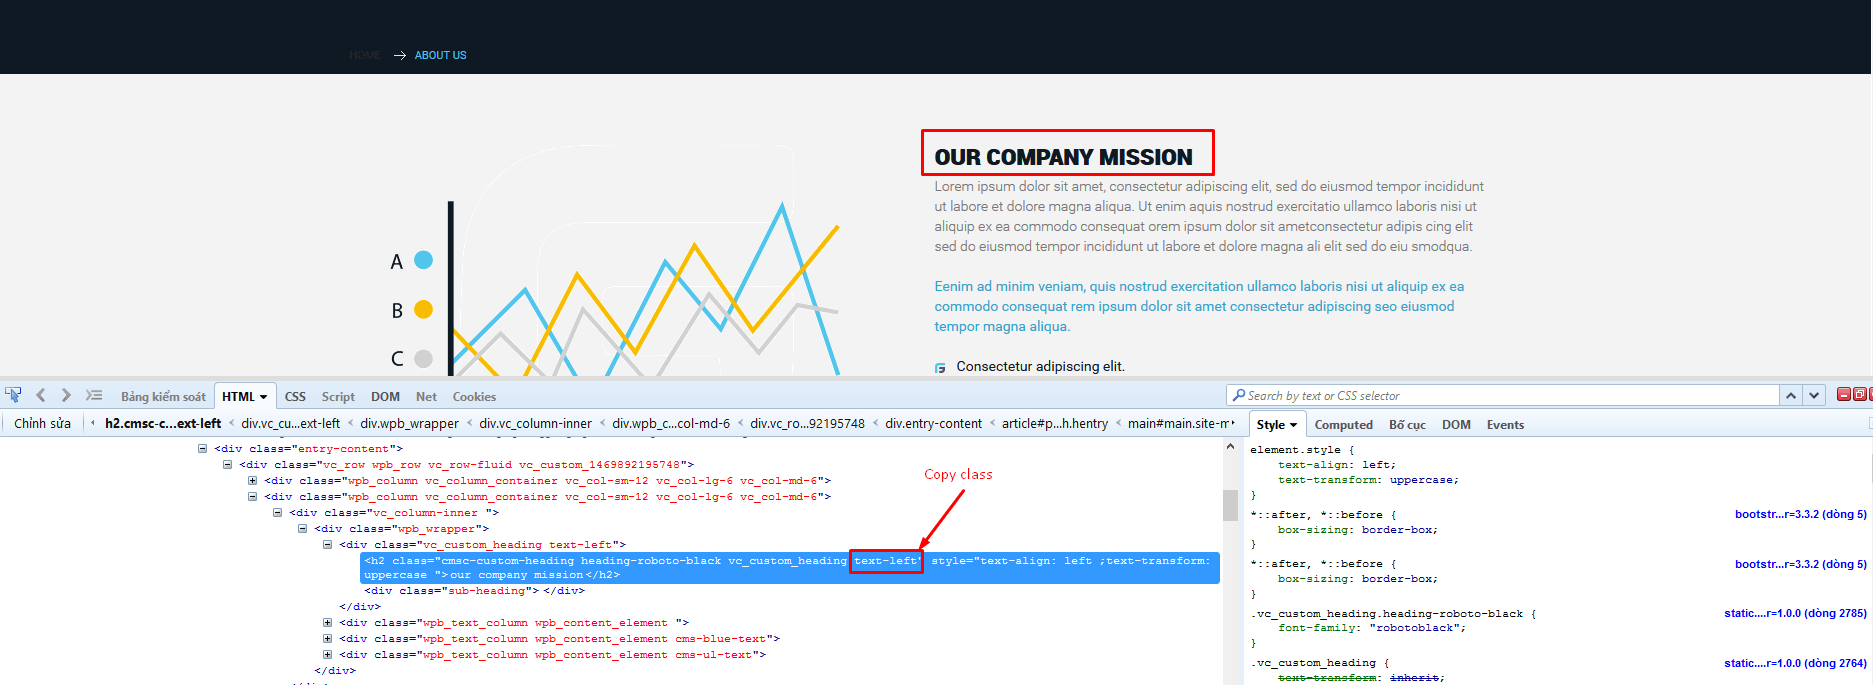 HOME → ABOUT US
OUR COMPANY MISSION
Lorem ipsum dolor sit amet, consectetur adipiscing elit, sed do eiusmod tempor incididunt
ut labore et dolore magna aliqua. Ut enim aquis nostrud exercitatio ullamco laboris nisi ut
aliquip ex ea commodo consequat orem ipsum dolor sit ametconsectetur adipis cing elit
sed do eiusmod tempor incididunt ut labore et dolore magna ali elit sed do eiu smodqua.
Eenim ad minim veniam, quis nostrud exercitation ullamco laboris nisi ut aliquip ex ea
commodo consequat rem ipsum dolor sit amet consectetur adipiscing seo eiusmod
tempor magna aliqua.
Consectetur adipiscing elit.
A
B
C
Bảng kiểm soát HTML CSS Script DOM Net Cookies
Search by text or CSS selector
Chỉnh sửa h2.cmsc-c...ext-left < div.vc_cu...ext-left < div.wpb_wrapper < div.vc_column-inner < div.wpb_c...col-md-6 < div.vc_ro...92195748 < div.entry-content < article#p...h.hentry < main#main.site-m
<div class="entry-content">
<div class="vc_row wpb_row vc_row-fluid vc_custom_1469892195748">
<div class="wpb_column vc_column_container vc_col-sm-12 vc_col-lg-6 vc_col-md-6">
<div class="wpb_column vc_column_container vc_col-sm-12 vc_col-lg-6 vc_col-md-6">
<div class="vc_column-inner ">
<div class="wpb_wrapper">
<div class="vc_custom_heading text-left">
<h2 class="cmsc-custom-heading heading-roboto-black vc_custom_heading text-left" style="text-align: left ;text-transform:
uppercase ">our company mission</h2>
<div class="sub-heading"> </div>
</div>
<div class="wpb_text_column wpb_content_element ">
<div class="wpb_text_column wpb_content_element cms-blue-text">
<div class="wpb_text_column wpb_content_element cms-ul-text">
</div>
Copy class
Style Computed Bố cục DOM Events
element.style {
text-align: left;
text-transform: uppercase;
}
*::after, *::before { bootstr...r=3.3.2 (dòng 5)
box-sizing: border-box;
}
*::after, *::before { bootstr...r=3.3.2 (dòng 5)
box-sizing: border-box;
}
.vc_custom_heading.heading-roboto-black { static....r=1.0.0 (dòng 2785)
font-family: "robotoblack";
}
.vc_custom_heading { static....r=1.0.0 (dòng 2764)
text-transform: inherit;